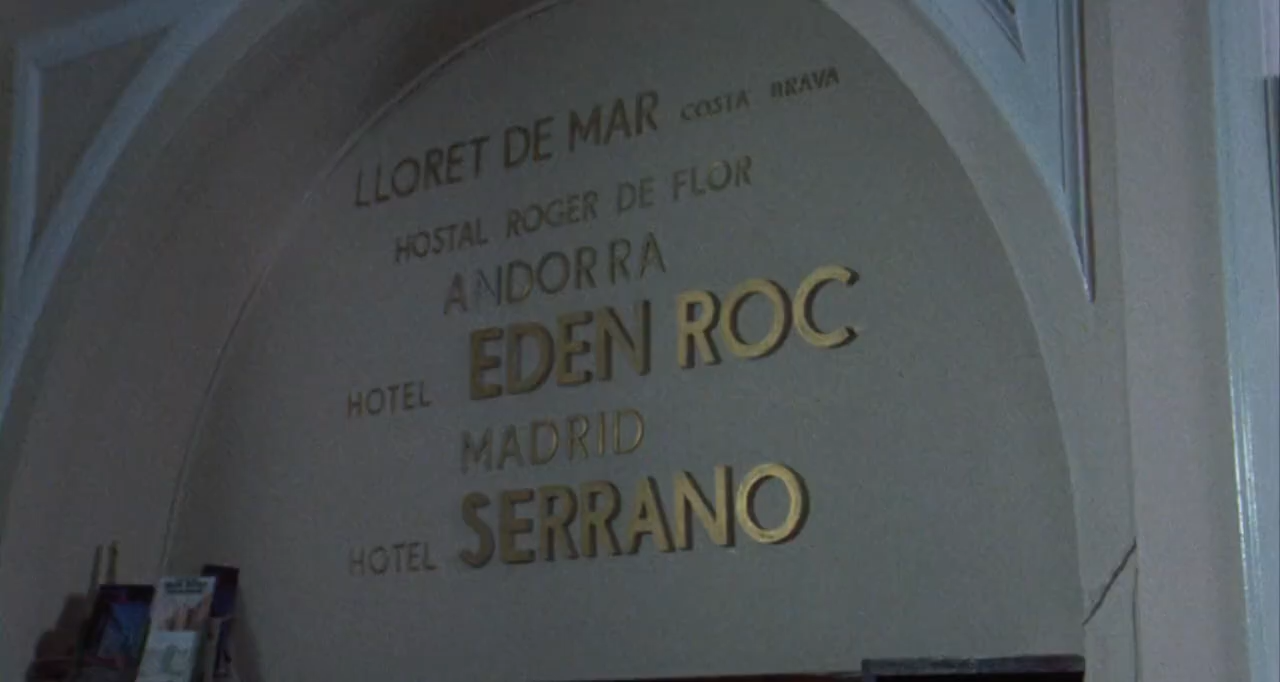 LLORET DE MAR COSTA BRAVA
HOSTAL ROGER DE FLOR
ANDORRA
HOTEL EDEN ROC
MADRID
HOTEL SERRANO